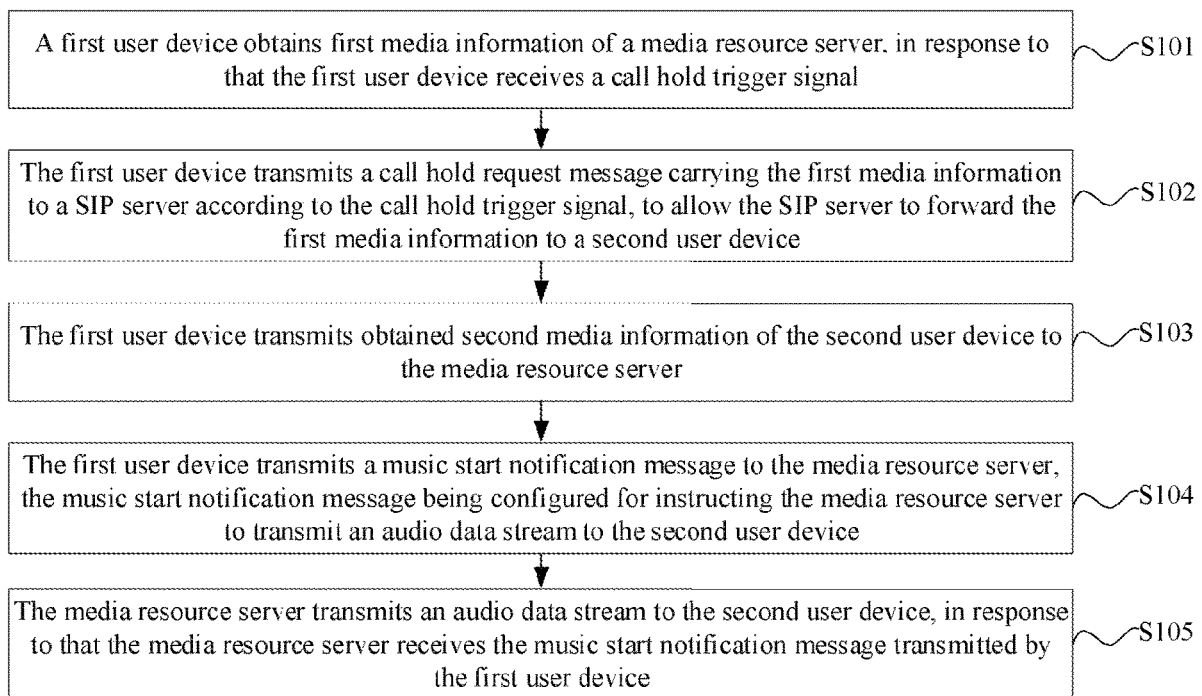 A first user device obtains first media information of a media resource server, in response to
that the first user device receives a call hold trigger signal
S101
The first user device transmits a call hold request message carrying the first media information
to a SIP server according to the call hold trigger signal, to allow the SIP server to forward the
first media information to a second user device
S102
The first user device transmits obtained second media information of the second user device to
the media resource server
S103
The first user device transmits a music start notification message to the media resource server,
the music start notification message being configured for instructing the media resource server
to transmit an audio data stream to the second user device
S104
The media resource server transmits an audio data stream to the second user device, in response
to that the media resource server receives the music start notification message transmitted by
the first user device
S105